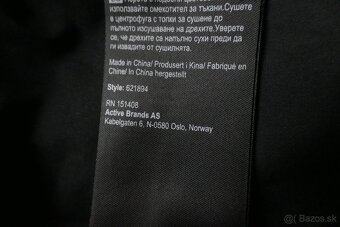 използвайте омекотител за тъкани.Сушете
в центрофуга с топки за сушене до
пълното изсушаване на дрехите.Уверете
се, че дрехите са напълно сухи преди да
ги извадите от сушилнята.
Made in China/ Produsert i Kina/ Fabriqué en
Chine/ In China hergestellt
Style: 621894
RN 151408
Active Brands AS
Kabelgaten 6, N-0580 Oslo, Norway
Bazos.sk